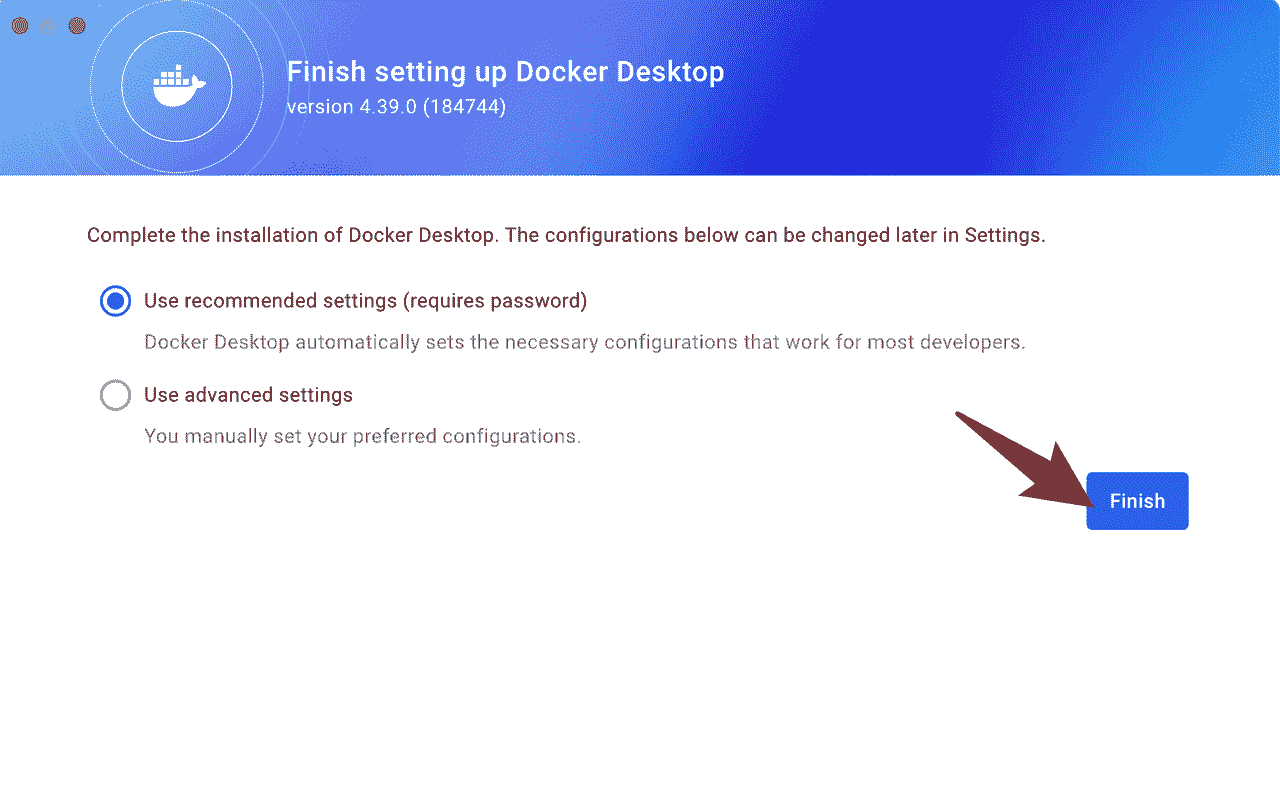 Finish setting up Docker Desktop
version 4.39.0 (184744)
Complete the installation of Docker Desktop. The configurations below can be changed later in Settings.
Use recommended settings (requires password)
Docker Desktop automatically sets the necessary configurations that work for most developers.
Use advanced settings
You manually set your preferred configurations.
Finish